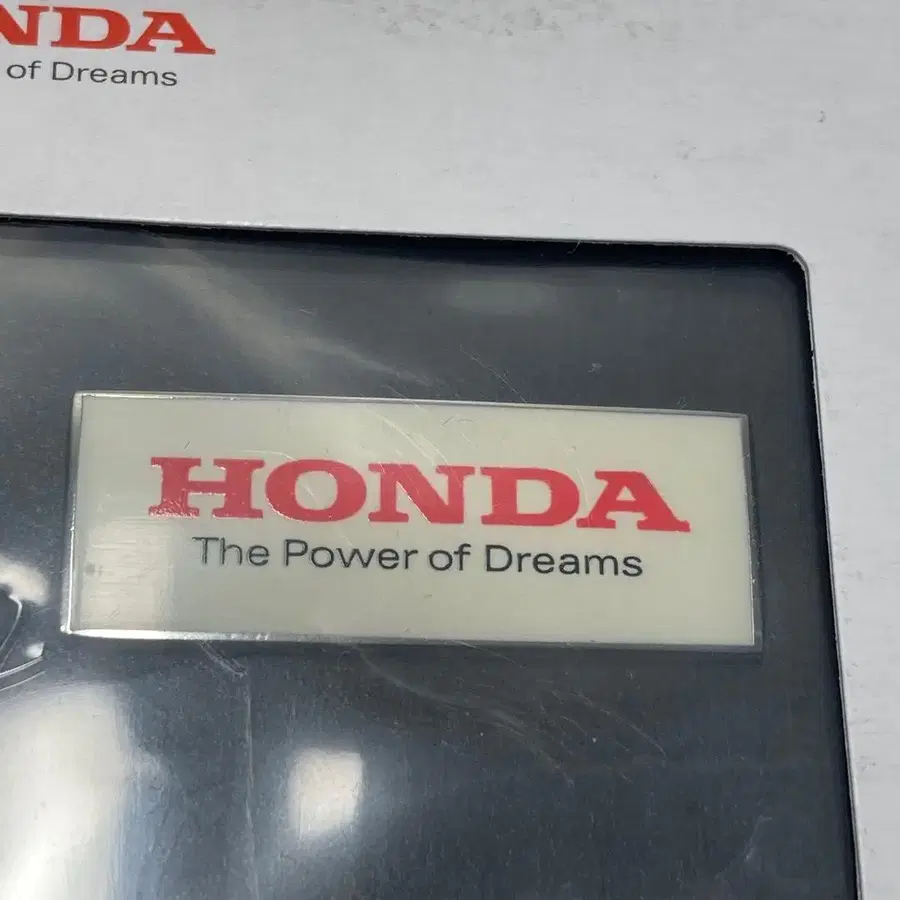 NDA
of Dreams
HONDA
The Power of Dreams